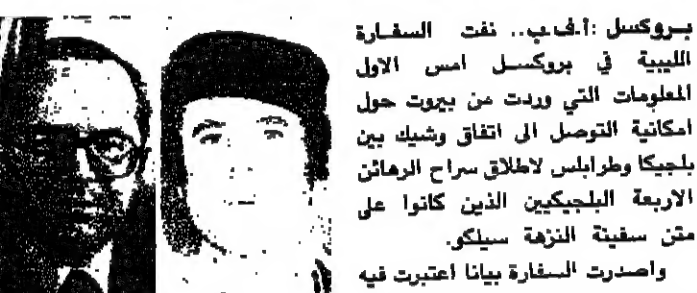 بروكسل :أ.ف.ب.. نفت السفارة
الليبية في بروكسل امس الاول
المعلومات التي وردت من بيروت حول
امكانية التوصل الى اتفاق وشيك بين
بلجيكا وطرابلس لاطلاق سراح الرهائن
الاربعة البلجيكيين الذين كانوا على
متن سفينة النزهة سيلكو.
واصدرت السفارة بيانا اعتبرت فيه